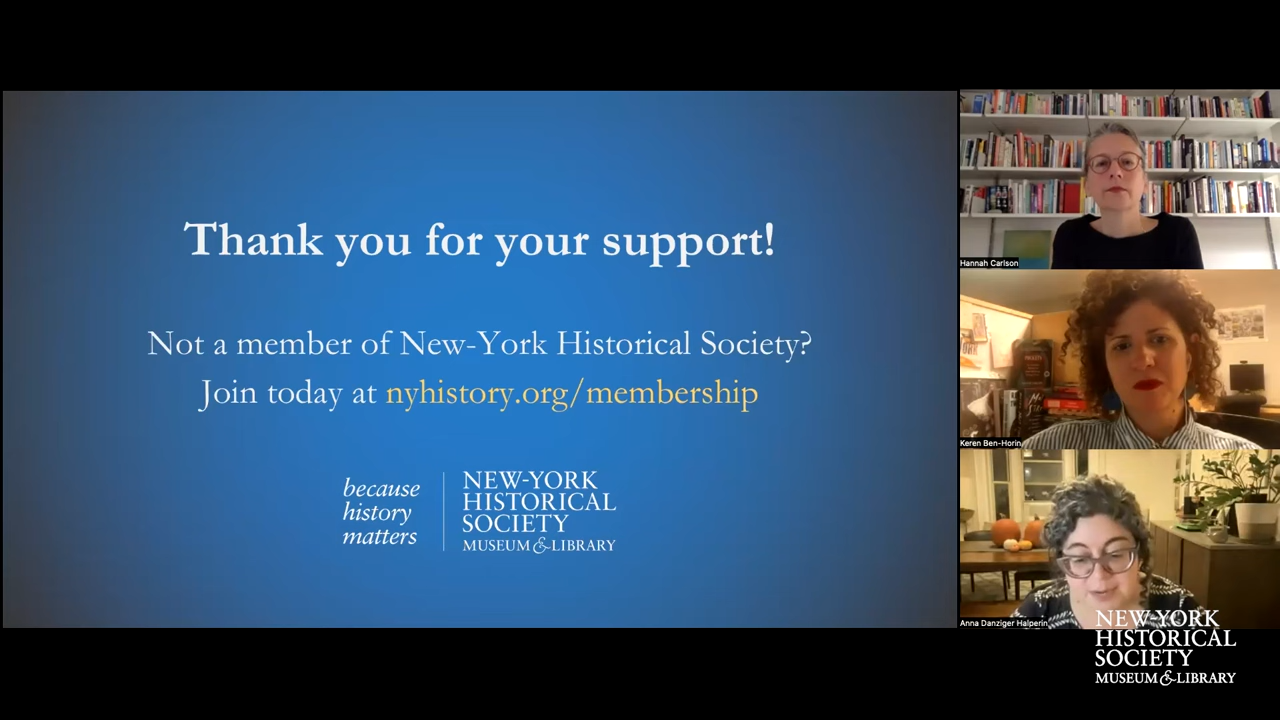 Thank you for your support!
Not a member of New-York Historical Society?
Join today at nyhistory.org/membership
because
history
matters
NEW-YORK
HISTORICAL
SOCIETY
MUSEUM & LIBRARY
Hannah Carlson
Keren Ben-Horin
Anna Danziger Halperin
NEW-YORK
HISTORICAL
SOCIETY
MUSEUM & LIBRARY